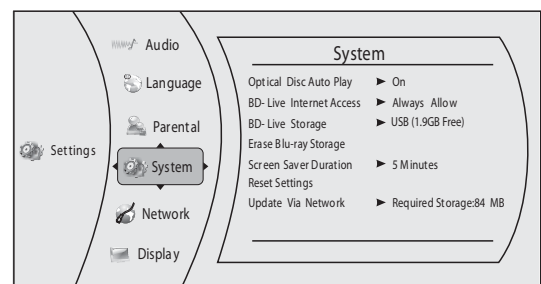 Settings
Audio
Language
Parental
System
Network
Display
System
Optical Disc Auto Play ► On
BD- Live Internet Access ► Always Allow
BD- Live Storage ► USB (1.9GB Free)
Erase Blu-ray Storage
Screen Saver Duration ► 5 Minutes
Reset Settings
Update Via Network ► Required Storage:84 MB